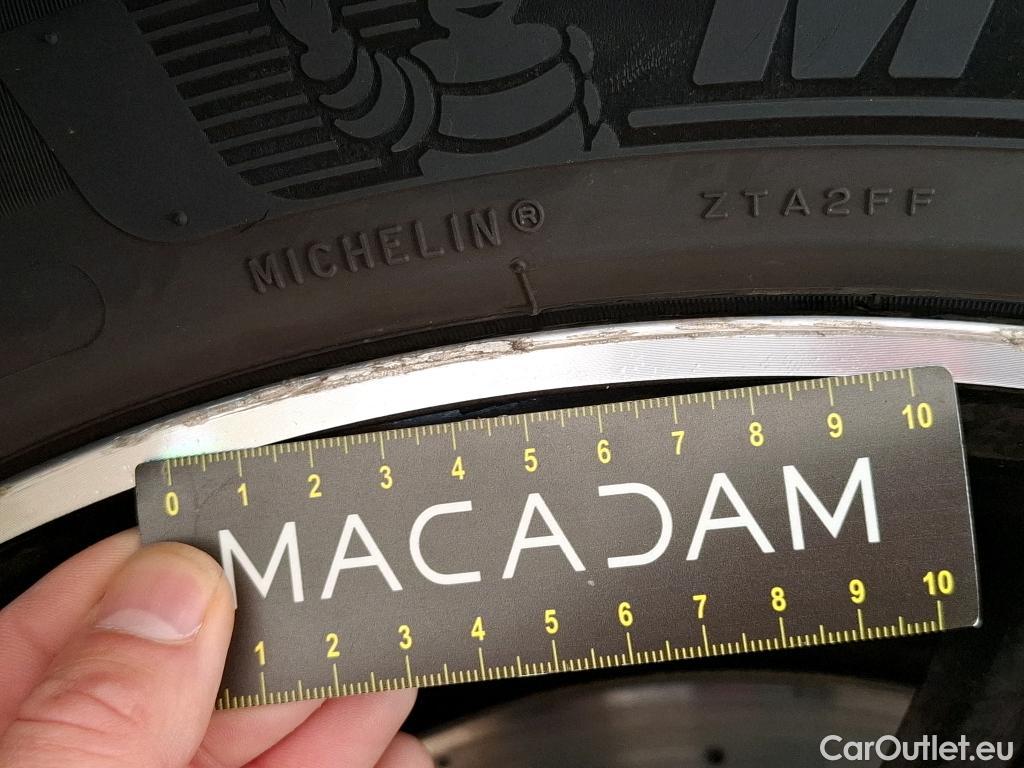 M
MICHELIN®
ZTA2FF
0 1 2 3 4 5 6 7 8 9 10
MACADAM
1 2 3 4 5 6 7 8 9 10
CarOutlet.eu